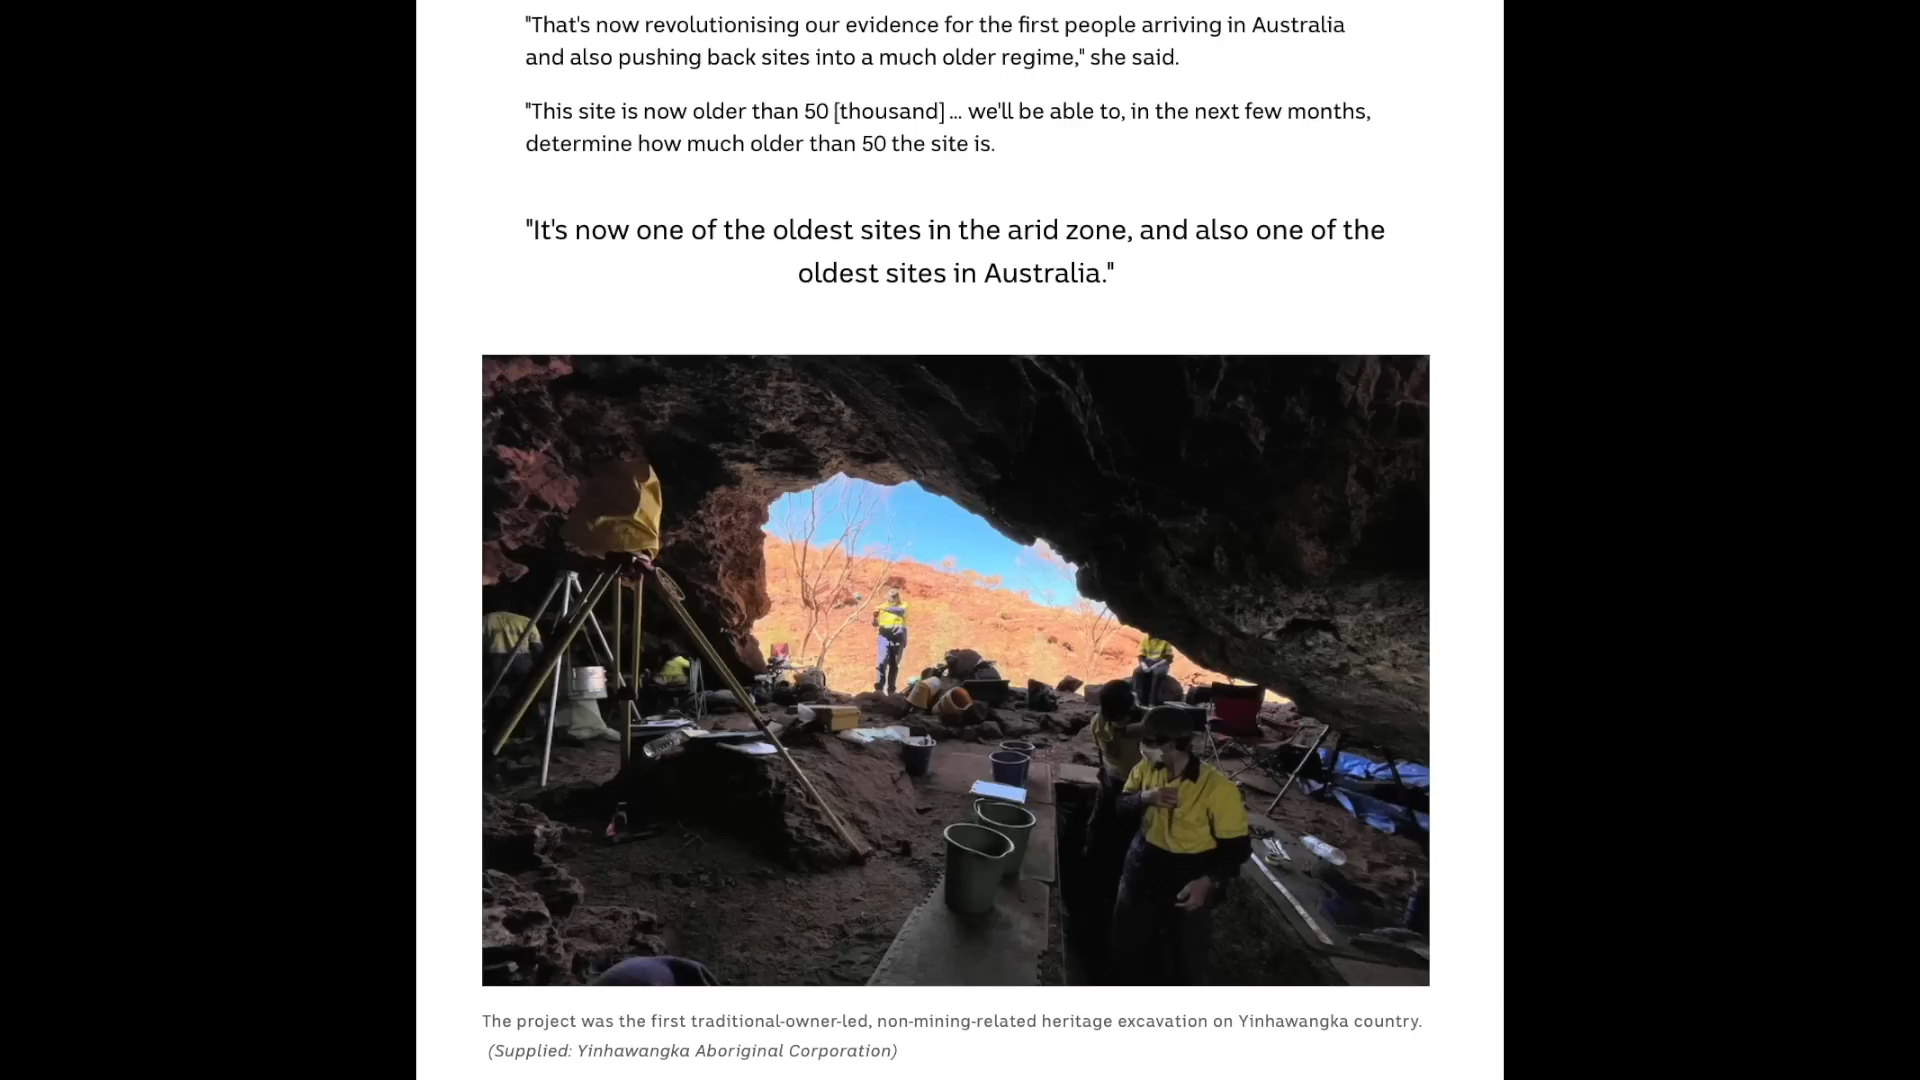 "That's now revolutionising our evidence for the first people arriving in Australia
and also pushing back sites into a much older regime," she said.
"This site is now older than 50 [thousand] ... we'll be able to, in the next few months,
determine how much older than 50 the site is.
"It's now one of the oldest sites in the arid zone, and also one of the
oldest sites in Australia."
The project was the first traditional-owner-led, non-mining-related heritage excavation on Yinhawangka country.
(Supplied: Yinhawangka Aboriginal Corporation)